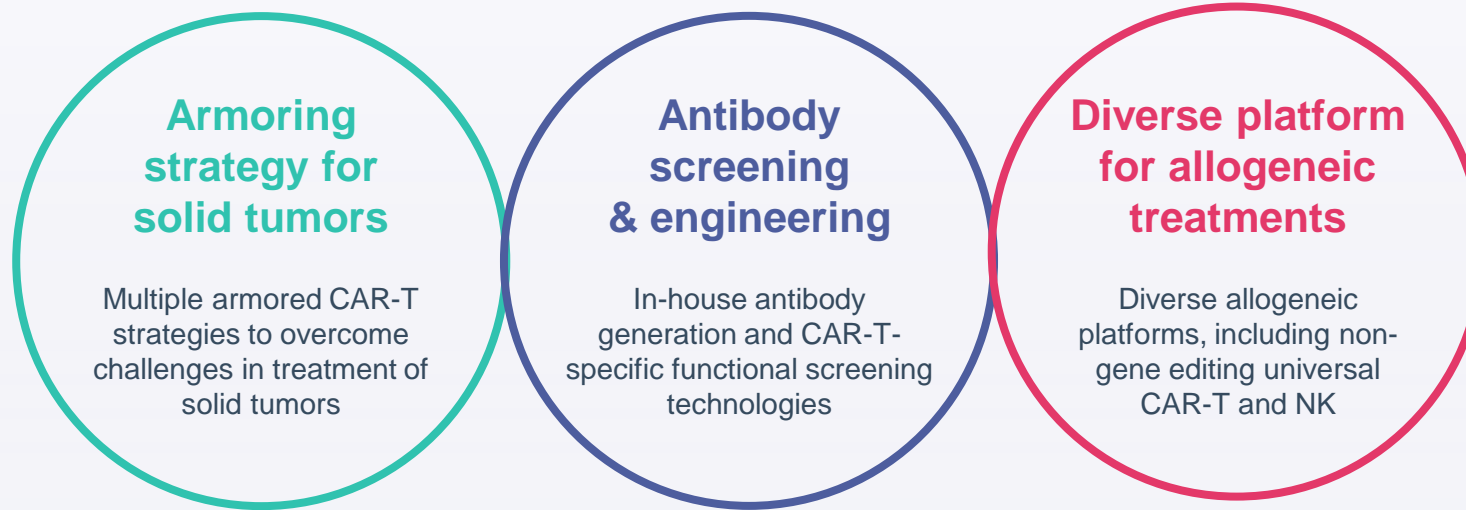 Armoring
strategy for
solid tumors
Multiple armored CAR-T
strategies to overcome
challenges in treatment of
solid tumors
Antibody
screening
& engineering
In-house antibody
generation and CAR-T-
specific functional screening
technologies
Diverse platform
for allogeneic
treatments
Diverse allogeneic
platforms, including non-
gene editing universal
CAR-T and NK